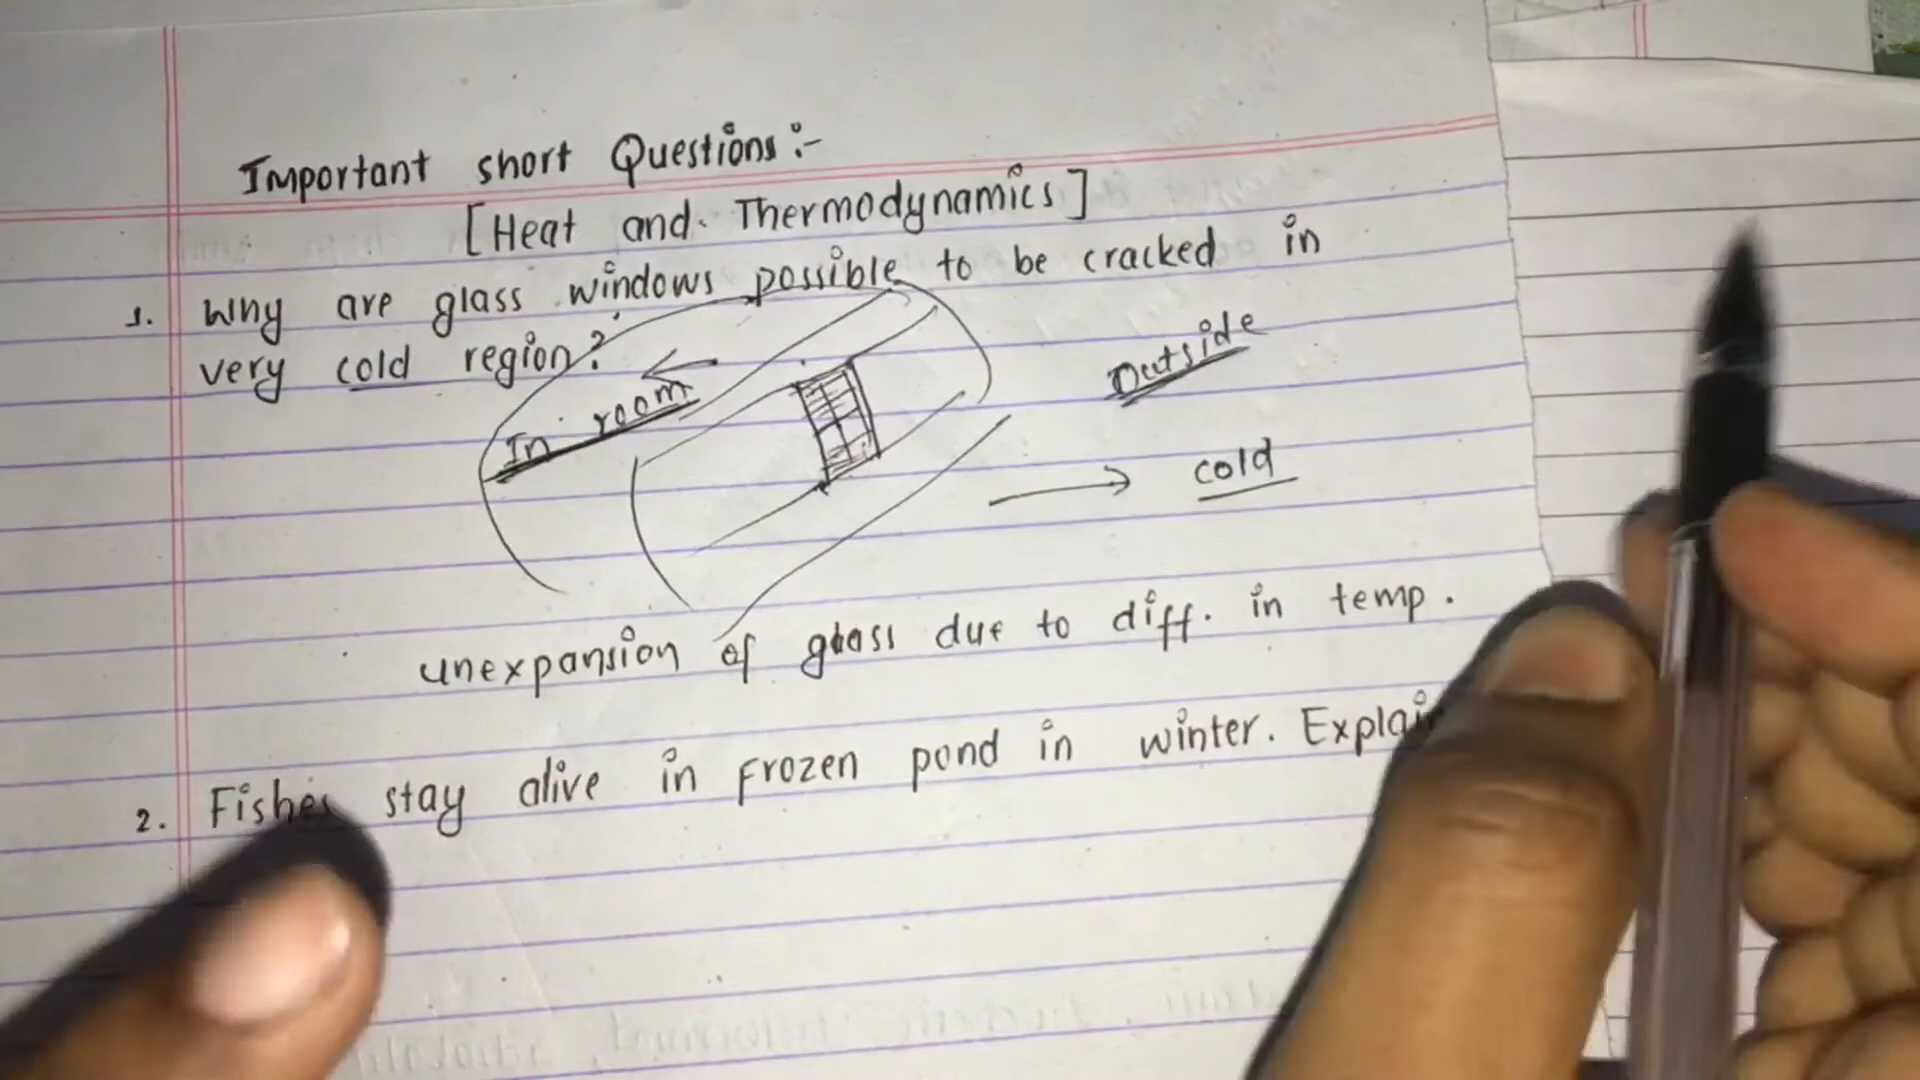 Important short Questions :-
[Heat and Thermodynamics]
1. Why are glass windows possible to be cracked in
very cold region?
Outside
In room
cold
unexpansion of glass due to diff. in temp.
2. Fishes stay alive in frozen pond in winter. Explain